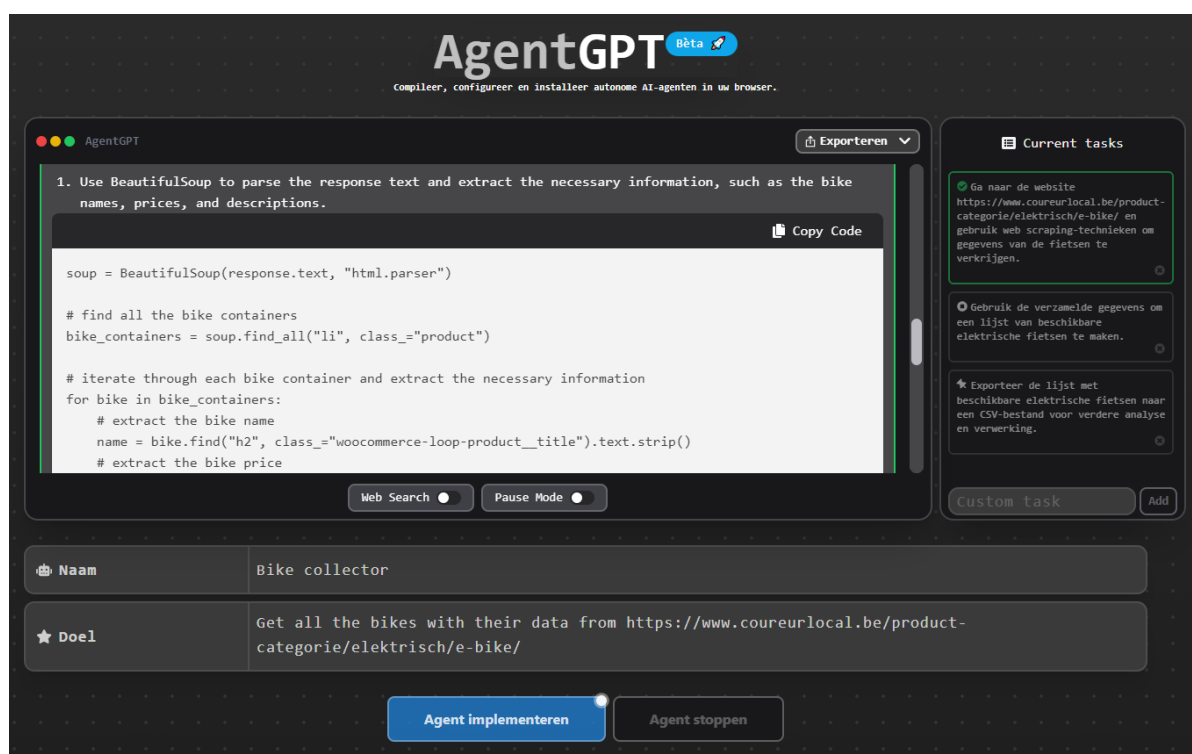 AgentGPT
Bèta 🚀
Compileer, configureer en installeer autonome AI-agenten in uw browser.
AgentGPT
Exporteren
1. Use BeautifulSoup to parse the response text and extract the necessary information, such as the bike
names, prices, and descriptions.
Copy Code
soup = BeautifulSoup(response.text, "html.parser")
# find all the bike containers
bike_containers = soup.find_all("li", class_="product")
# iterate through each bike container and extract the necessary information
for bike in bike_containers:
    # extract the bike name
    name = bike.find("h2", class_="woocommerce-loop-product__title").text.strip()
    # extract the bike price
Web Search
Pause Mode
Current tasks
Ga naar de website
https://www.coureurlocal.be/product-
categorie/elektrisch/e-bike/ en
gebruik web scraping-technieken om
gegevens van de fietsen te
verkrijgen.
Gebruik de verzamelde gegevens om
een lijst van beschikbare
elektrische fietsen te maken.
Exporteer de lijst met
beschikbare elektrische fietsen naar
een CSV-bestand voor verdere analyse
en verwerking.
Custom task
Add
Naam
Bike collector
Doel
Get all the bikes with their data from https://www.coureurlocal.be/product-
categorie/elektrisch/e-bike/
Agent implementeren
Agent stoppen